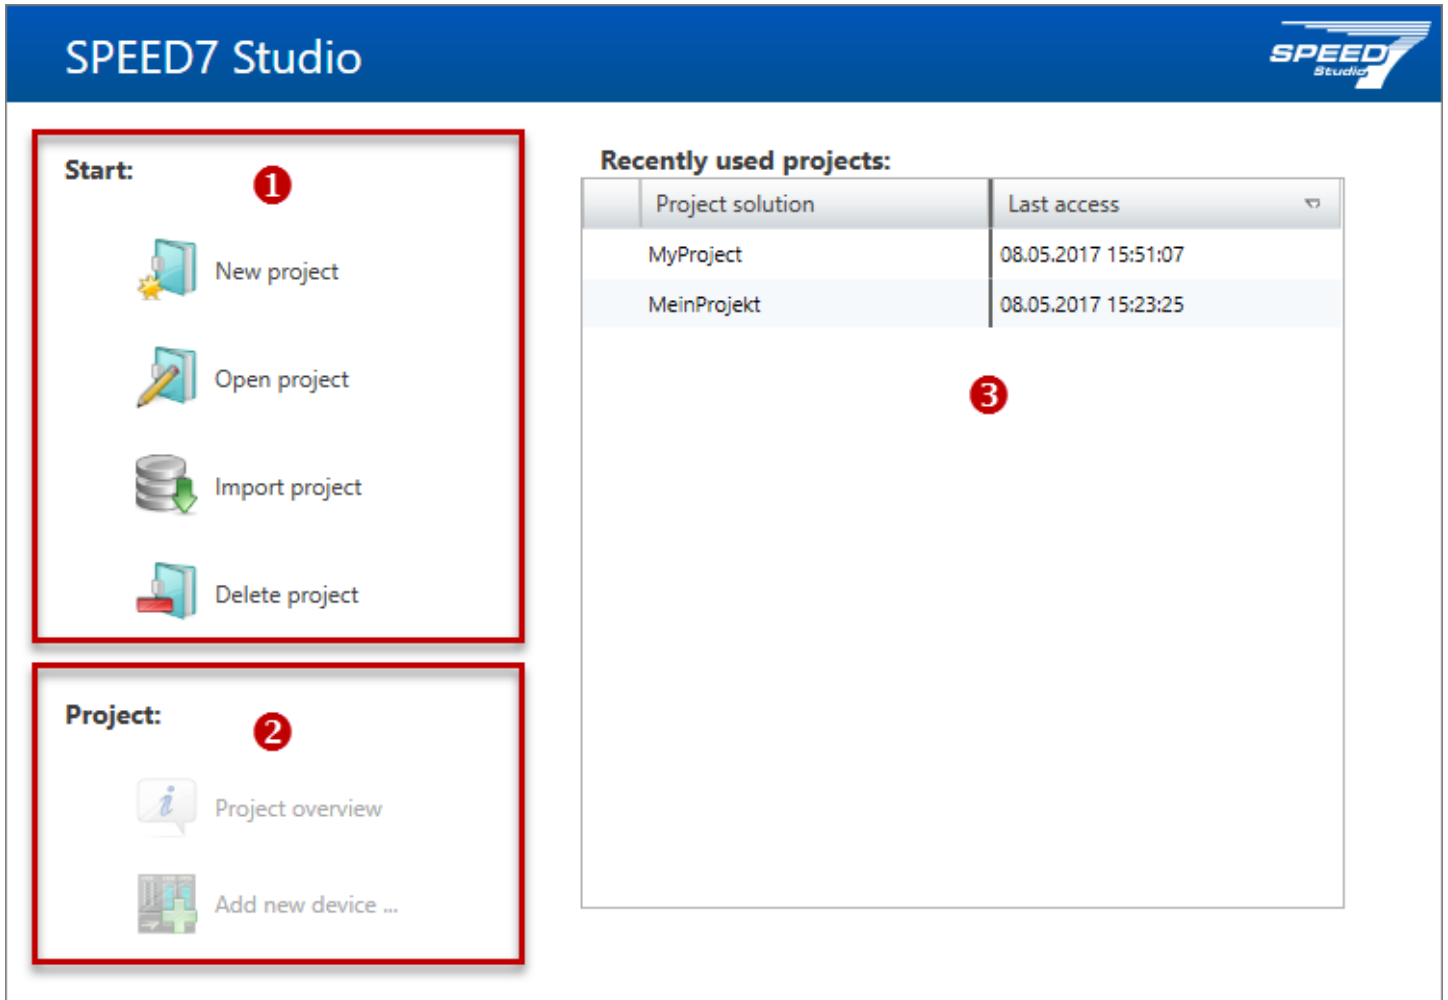 SPEED7 Studio
SPEED7
Studio
Start:
1
New project
Open project
Import project
Delete project
Project:
2
Project overview
Add new device ...
Recently used projects:
Project solution Last access
MyProject 08.05.2017 15:51:07
MeinProjekt 08.05.2017 15:23:25
3